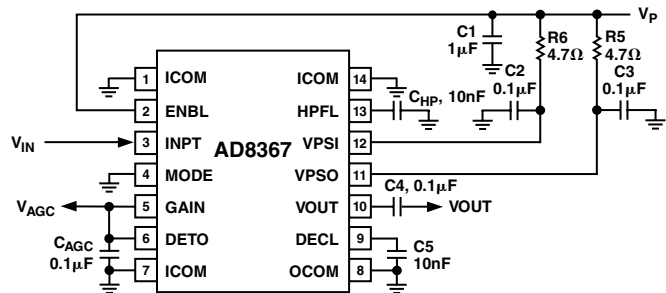 V_P
C1
1μF
R6
4.7Ω
R5
4.7Ω
C2
0.1μF
C3
0.1μF
1 ICOM
ICOM 14
2 ENBL
HPFL 13
C_HP, 10nF
V_IN
3 INPT
VPSI 12
AD8367
4 MODE
VPSO 11
V_AGC
5 GAIN
VOUT 10
C4, 0.1μF
VOUT
6 DETO
DECL 9
C_AGC
0.1μF
C5
10nF
7 ICOM
OCOM 8